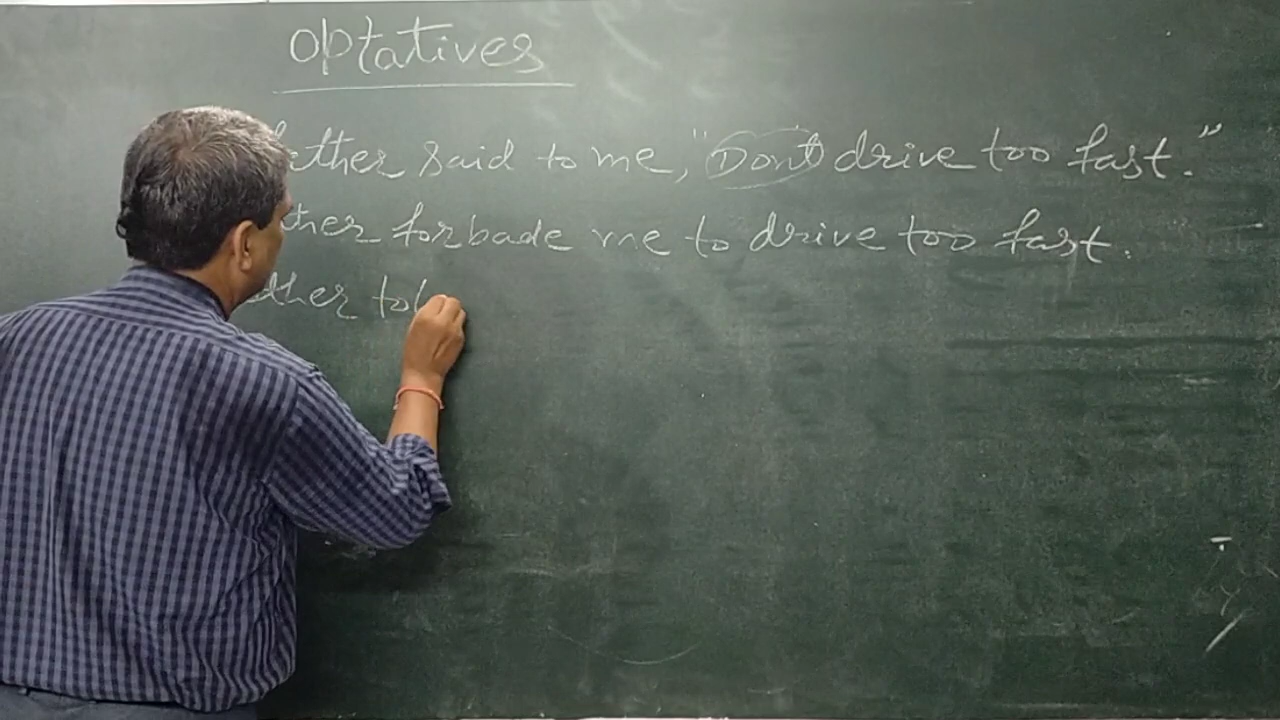 Optatives
ther said to me, "Don't drive too fast."
ther forbade me to drive too fast.
ther tol